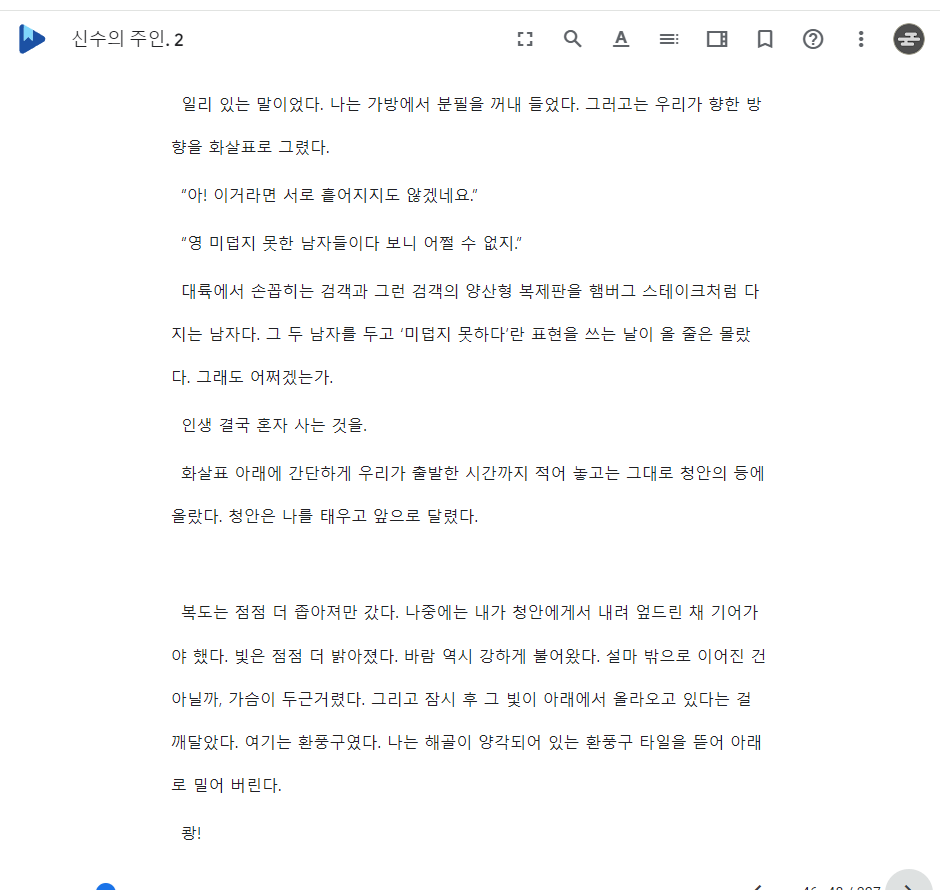 신수의 주인. 2
일리 있는 말이었다. 나는 가방에서 분필을 꺼내 들었다. 그러고는 우리가 향한 방
향을 화살표로 그렸다.
“아! 이거라면 서로 흩어지지도 않겠네요.”
“영 미덥지 못한 남자들이다 보니 어쩔 수 없지.”
대륙에서 손꼽히는 검객과 그런 검객의 양산형 복제판을 햄버그 스테이크처럼 다
지는 남자다. 그 두 남자를 두고 ‘미덥지 못하다’란 표현을 쓰는 날이 올 줄은 몰랐
다. 그래도 어쩌겠는가.
인생 결국 혼자 사는 것을.
화살표 아래에 간단하게 우리가 출발한 시간까지 적어 놓고는 그대로 청안의 등에
올랐다. 청안은 나를 태우고 앞으로 달렸다.
복도는 점점 더 좁아져만 갔다. 나중에는 내가 청안에게서 내려 엎드린 채 기어가
야 했다. 빛은 점점 더 밝아졌다. 바람 역시 강하게 불어왔다. 설마 밖으로 이어진 건
아닐까, 가슴이 두근거렸다. 그리고 잠시 후 그 빛이 아래에서 올라오고 있다는 걸
깨달았다. 여기는 환풍구였다. 나는 해골이 양각되어 있는 환풍구 타일을 뜯어 아래
로 밀어 버린다.
쾅!